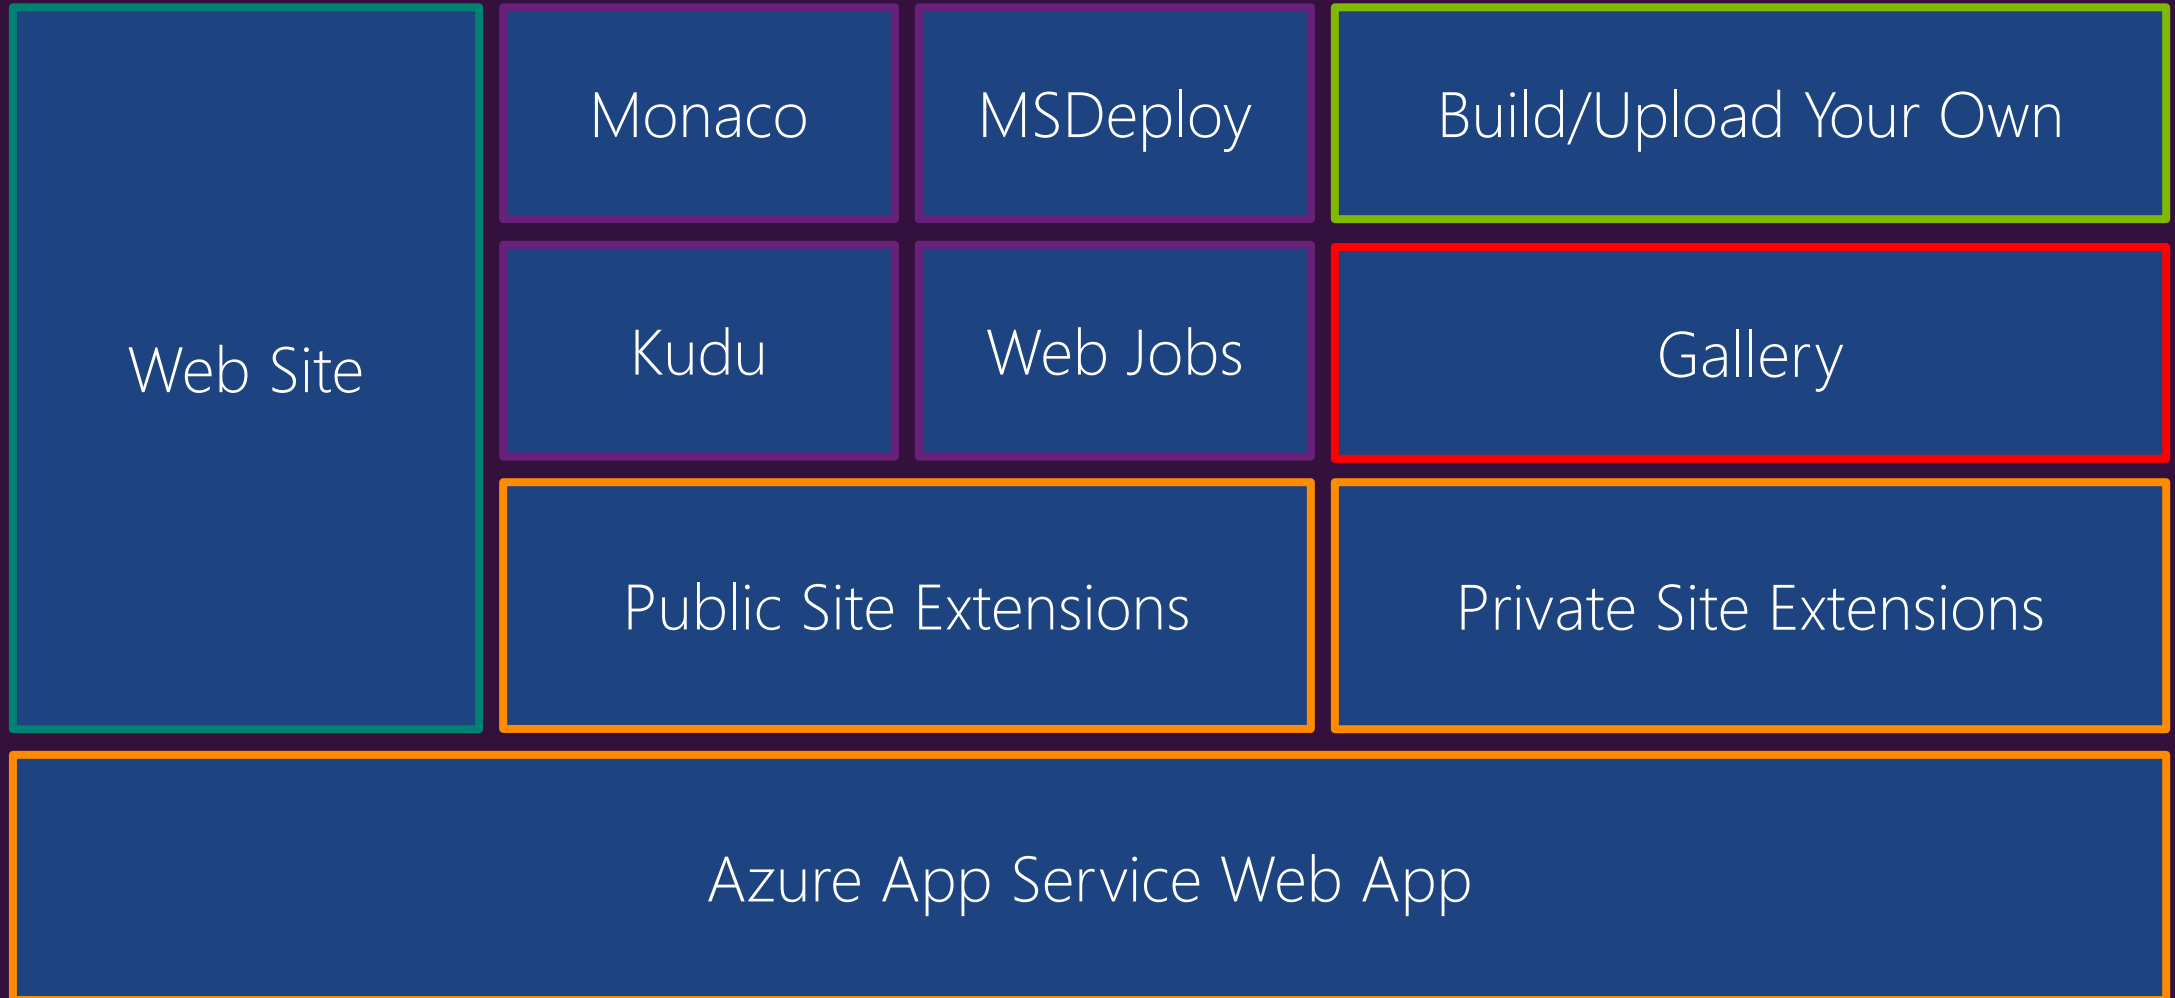 Monaco
MSDeploy
Build/Upload Your Own
Web Site
Kudu
Web Jobs
Gallery
Public Site Extensions
Private Site Extensions
Azure App Service Web App